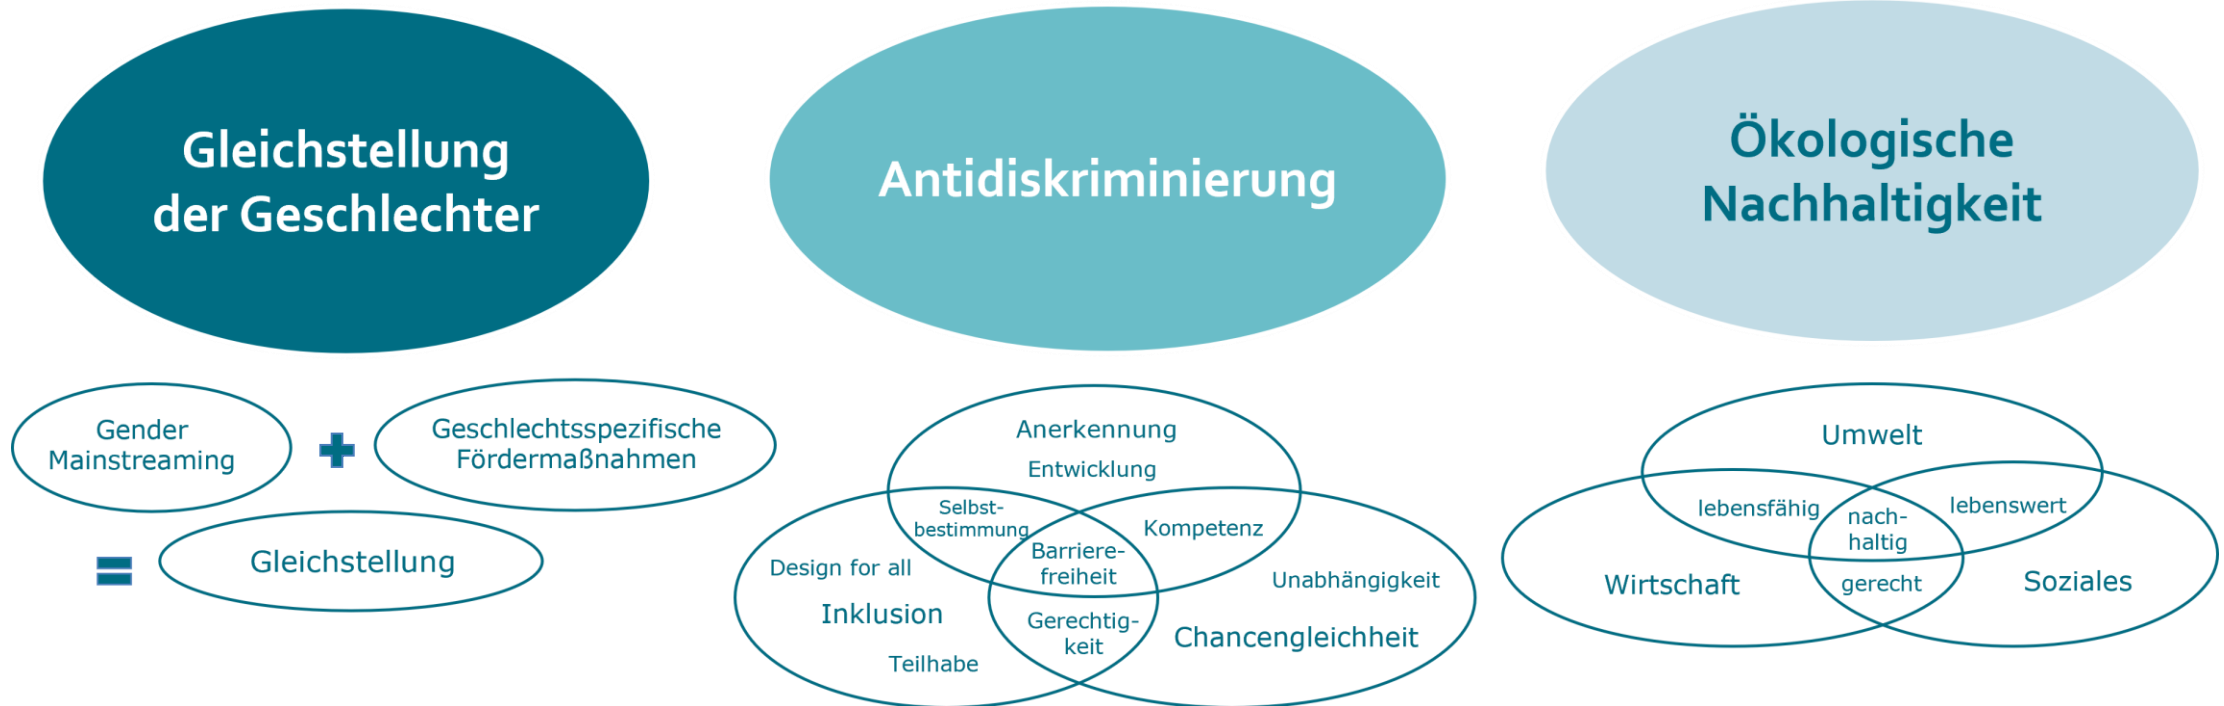 Gleichstellung
der Geschlechter
Antidiskriminierung
Ökologische
Nachhaltigkeit
Gender
Mainstreaming
Geschlechtsspezifische
Fördermaßnahmen
Gleichstellung
Anerkennung
Entwicklung
Selbst-
bestimmung
Kompetenz
Barriere-
freiheit
Design for all
Inklusion
Teilhabe
Gerechtig-
keit
Unabhängigkeit
Chancengleichheit
Umwelt
lebensfähig
nach-
haltig
lebenswert
Wirtschaft
gerecht
Soziales